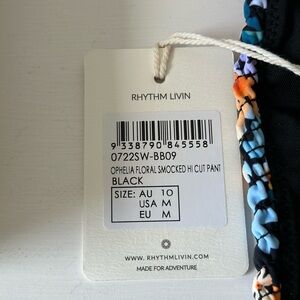 RHYTHM LIVIN
9 338790 845558
0722SW-BB09
OPHELIA FLORAL SMOCKED HI CUT PANT
BLACK
SIZE: AU 10
USA M
EU M
WWW.RHYTHMLIVIN.COM
MADE FOR ADVENTURE